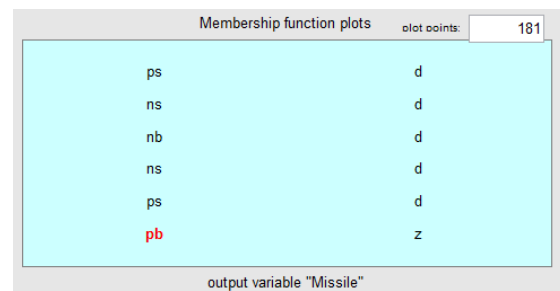 Membership function plots plot points: 181
ps d
ns d
nb d
ns d
ps d
pb z
output variable "Missile"